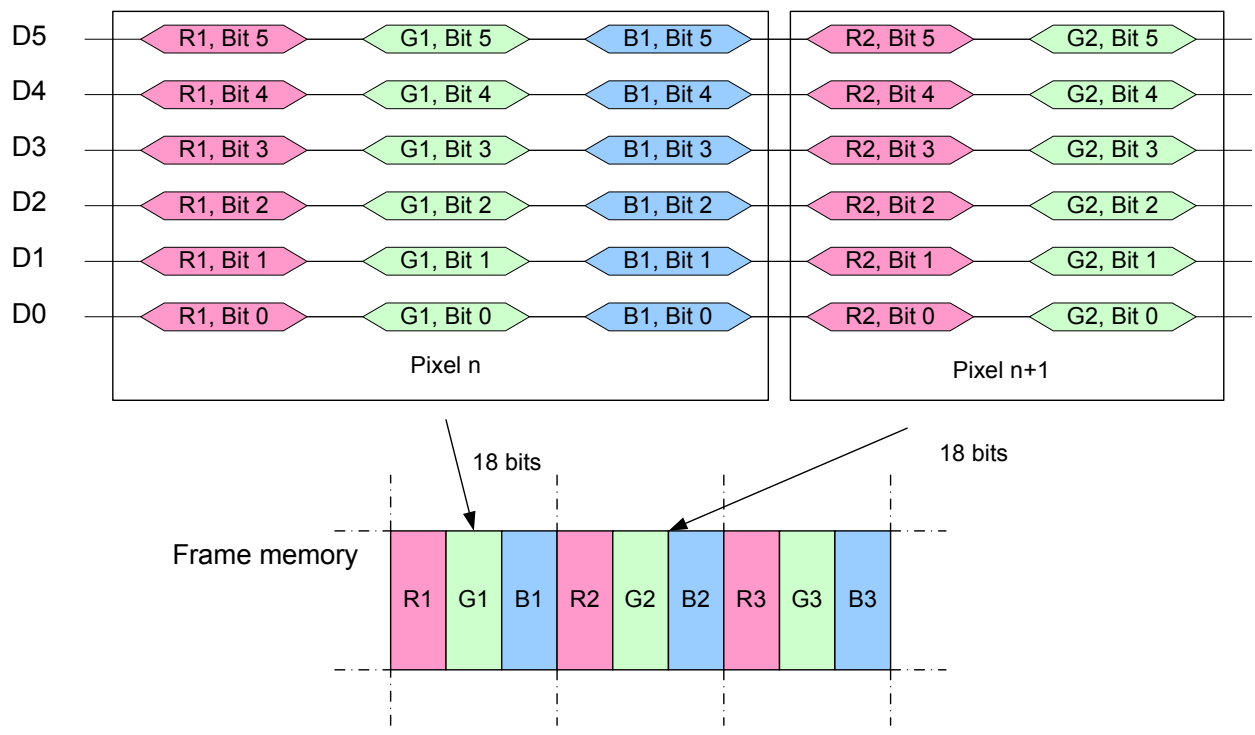 D5 R1, Bit 5 G1, Bit 5 B1, Bit 5 R2, Bit 5 G2, Bit 5
D4 R1, Bit 4 G1, Bit 4 B1, Bit 4 R2, Bit 4 G2, Bit 4
D3 R1, Bit 3 G1, Bit 3 B1, Bit 3 R2, Bit 3 G2, Bit 3
D2 R1, Bit 2 G1, Bit 2 B1, Bit 2 R2, Bit 2 G2, Bit 2
D1 R1, Bit 1 G1, Bit 1 B1, Bit 1 R2, Bit 1 G2, Bit 1
D0 R1, Bit 0 G1, Bit 0 B1, Bit 0 R2, Bit 0 G2, Bit 0
Pixel n Pixel n+1
18 bits 18 bits
Frame memory
R1 G1 B1 R2 G2 B2 R3 G3 B3